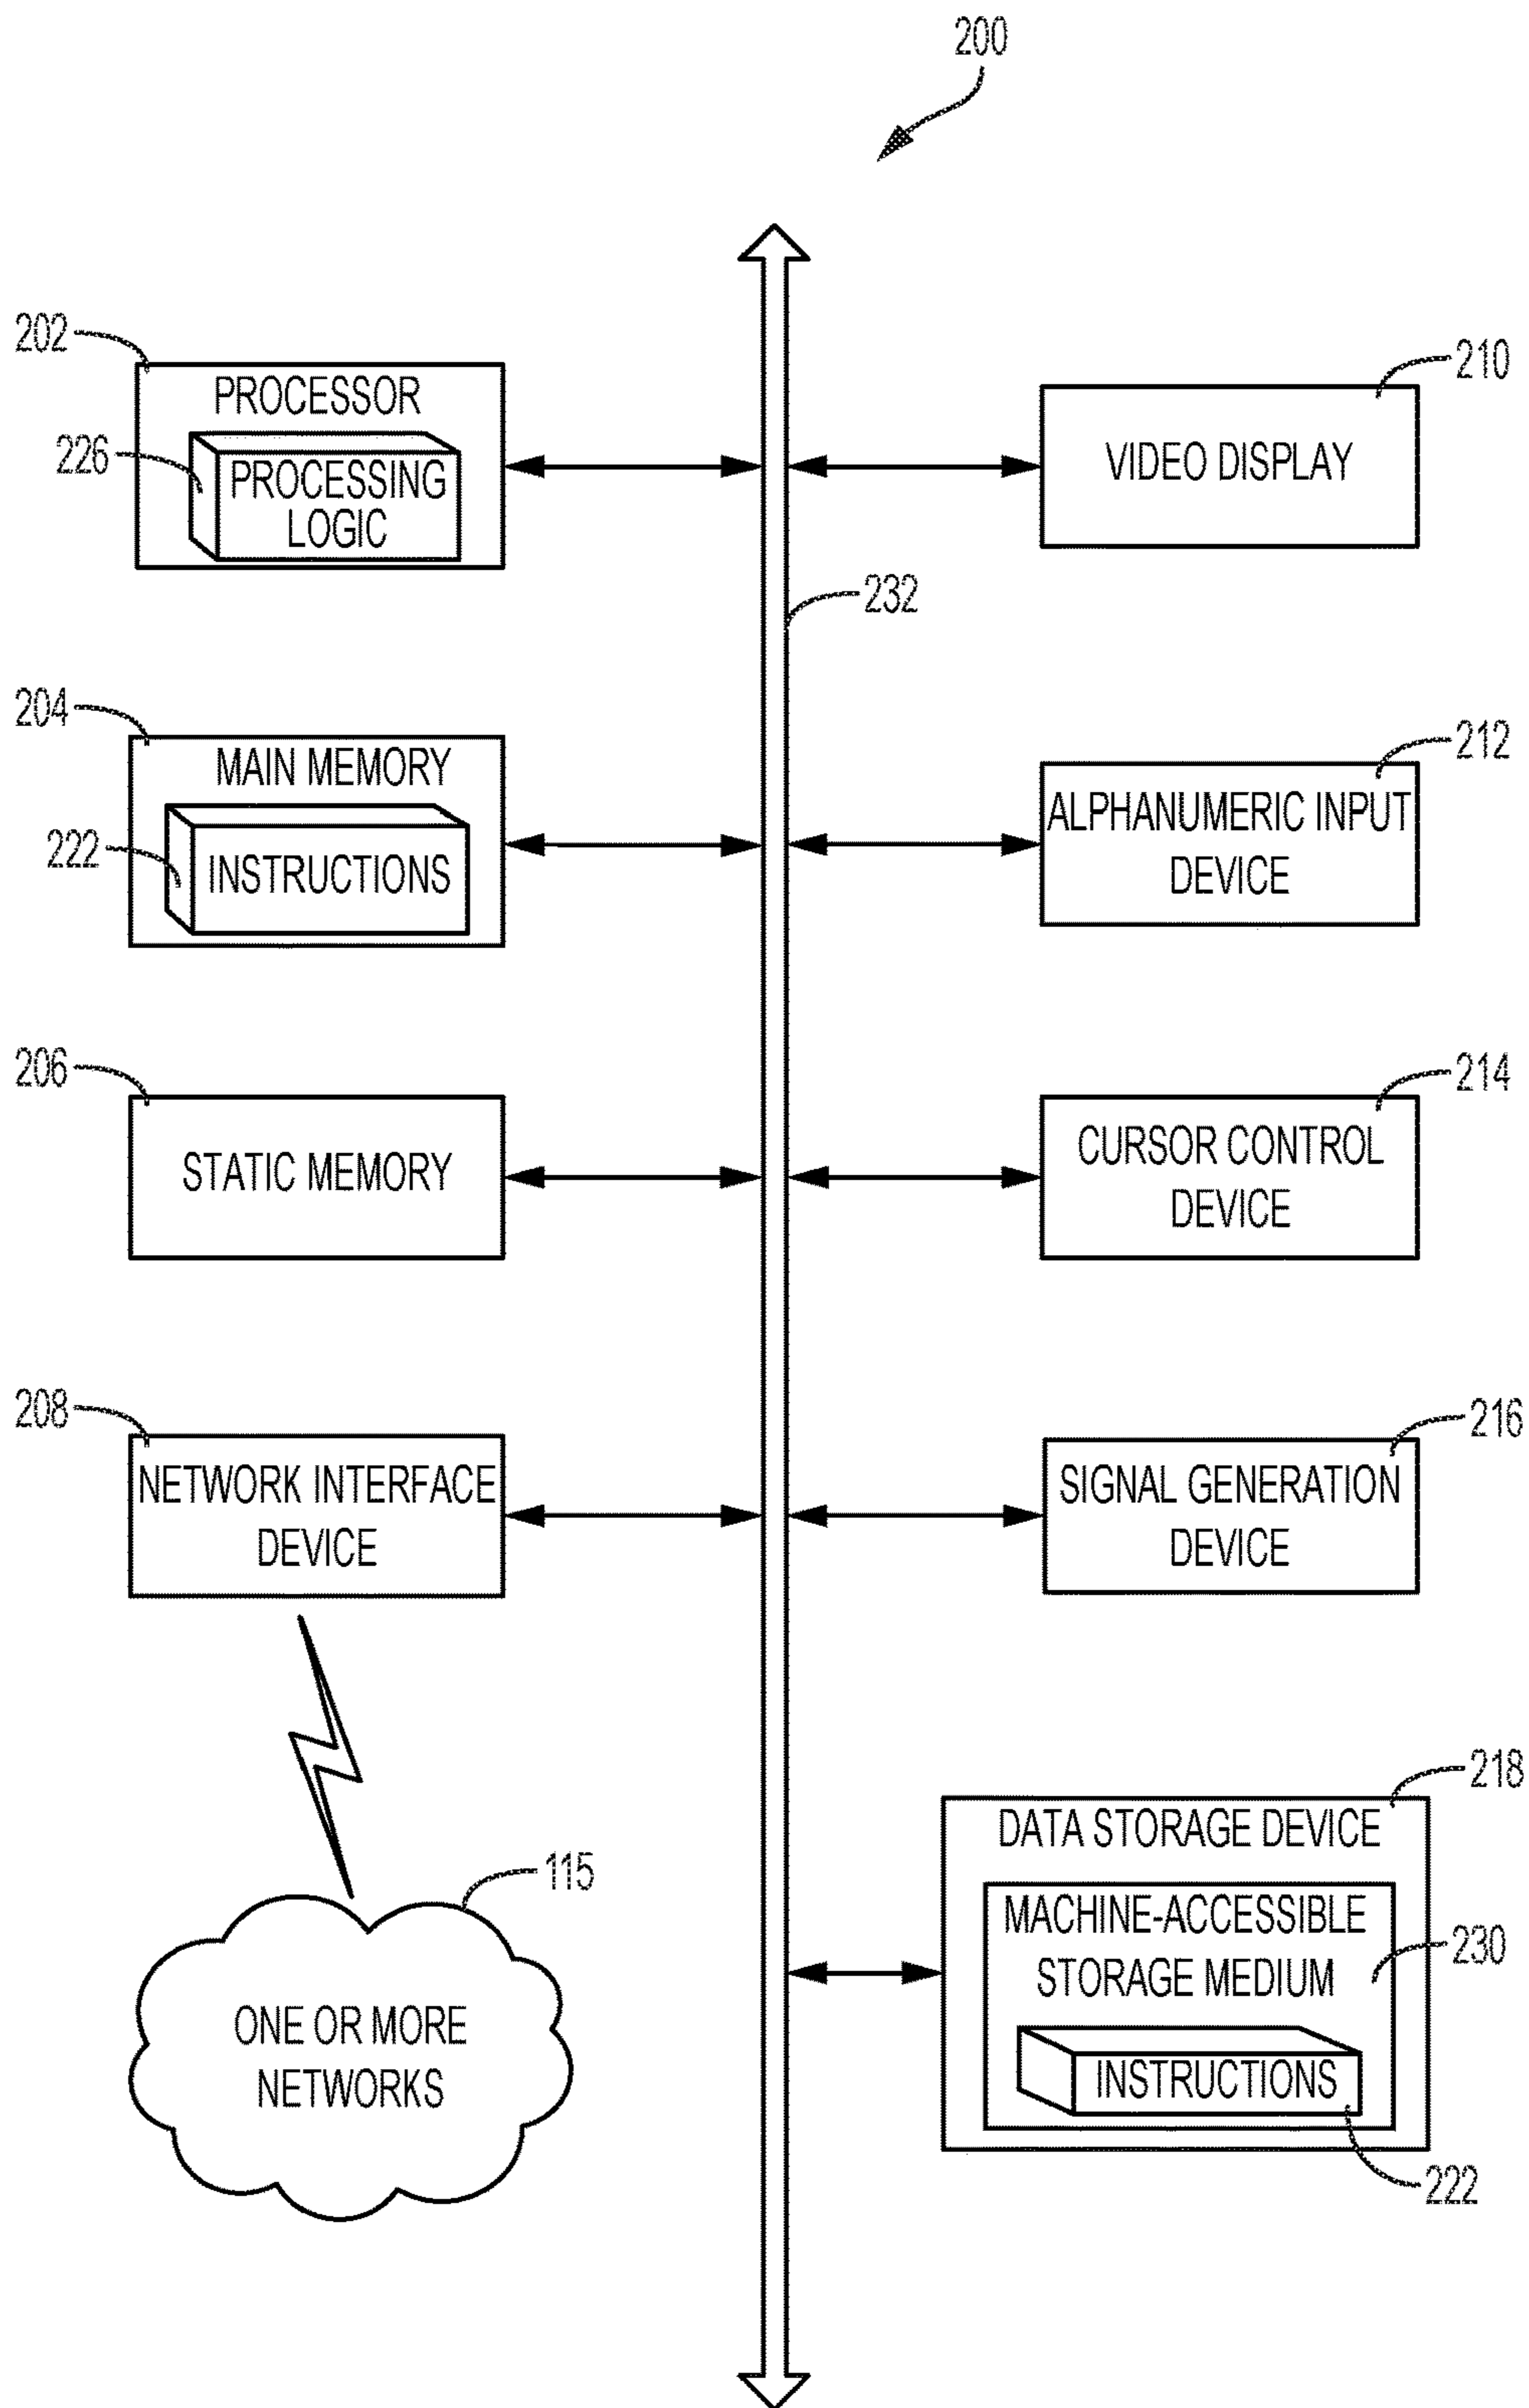 200
202
PROCESSOR
226
PROCESSING
LOGIC
210
VIDEO DISPLAY
232
204
MAIN MEMORY
222
INSTRUCTIONS
212
ALPHANUMERIC INPUT
DEVICE
206
STATIC MEMORY
214
CURSOR CONTROL
DEVICE
208
NETWORK INTERFACE
DEVICE
216
SIGNAL GENERATION
DEVICE
115
ONE OR MORE
NETWORKS
218
DATA STORAGE DEVICE
MACHINE-ACCESSIBLE
STORAGE MEDIUM
230
INSTRUCTIONS
222